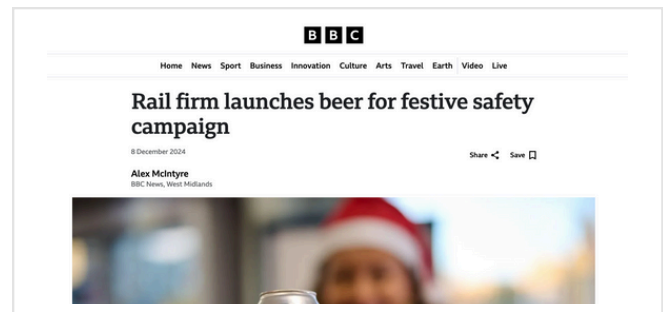 BBC
Home News Sport Business Innovation Culture Arts Travel Earth Video Live
Rail firm launches beer for festive safety
campaign
8 December 2024
Share Save
Alex McIntyre
BBC News, West Midlands